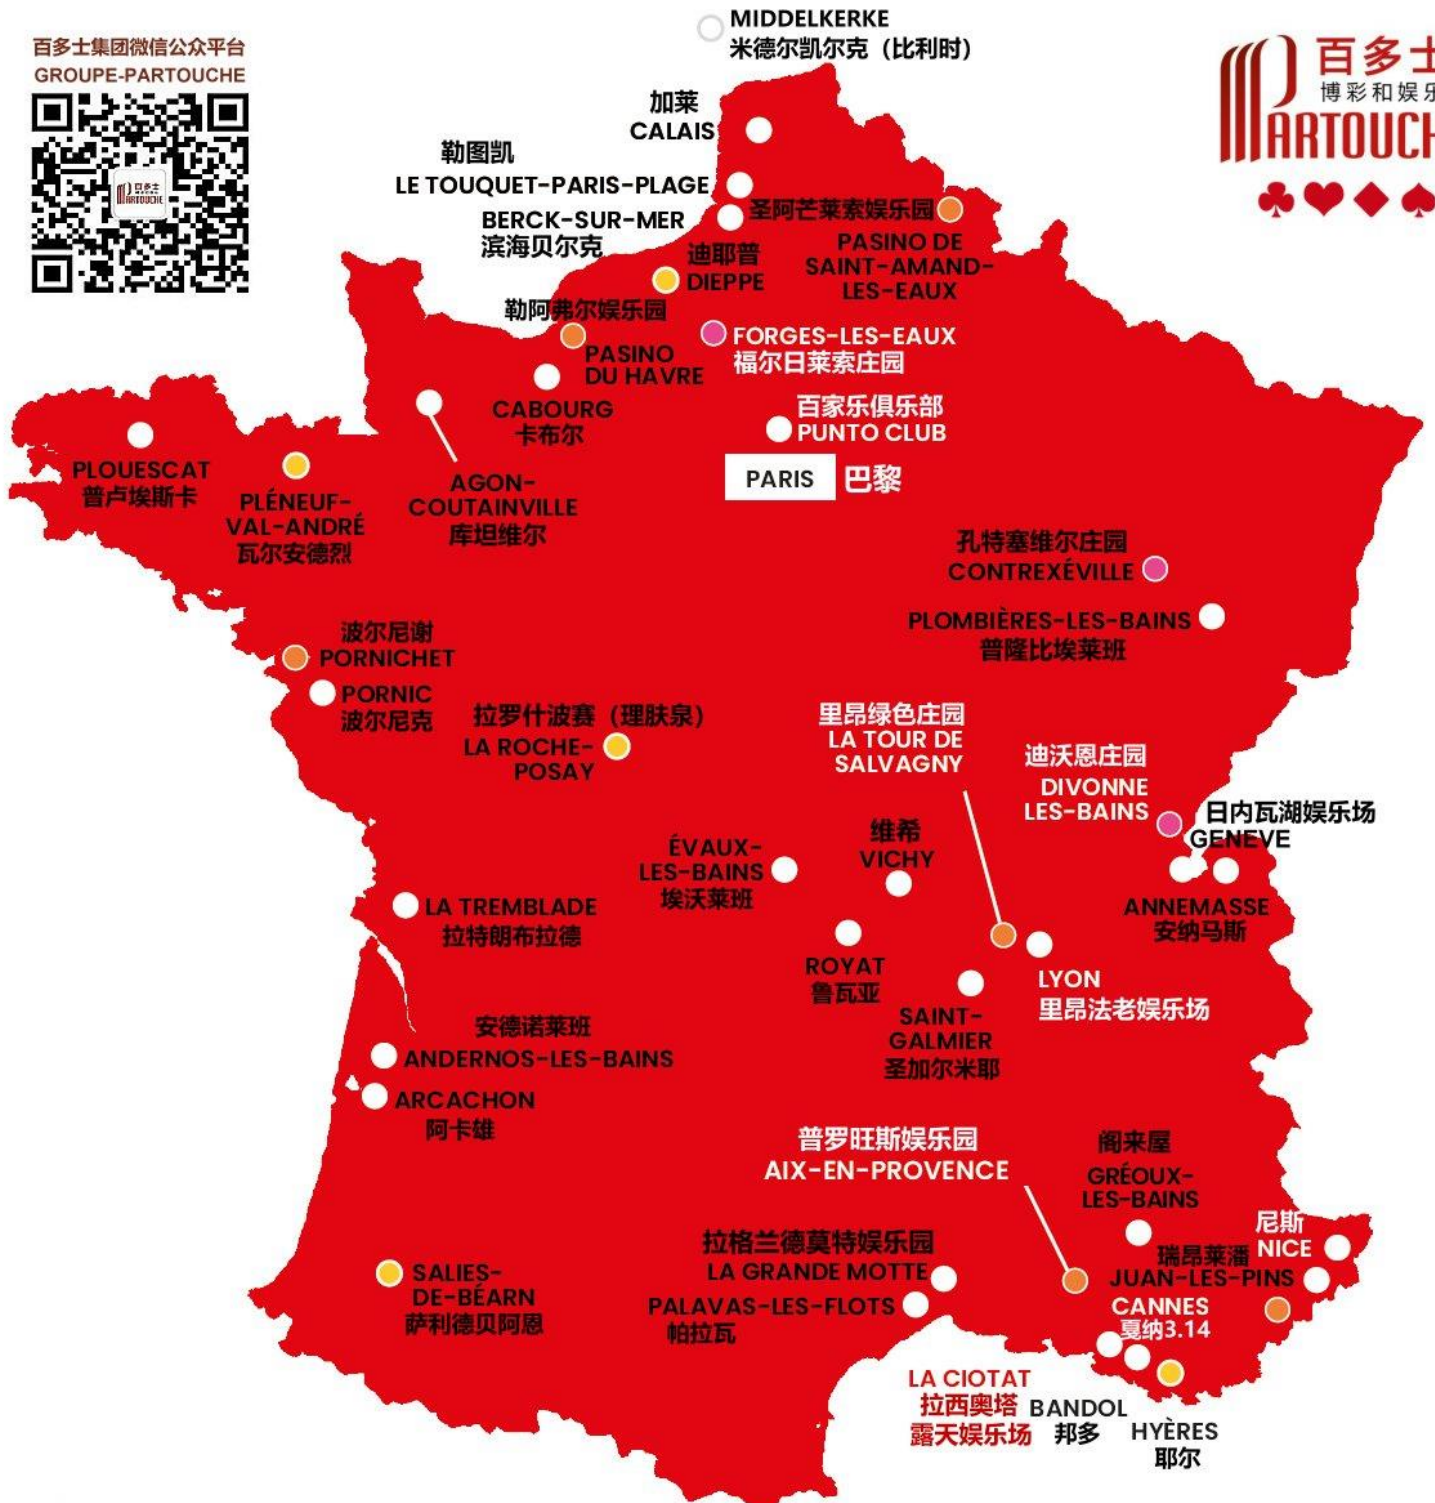 百多士集团微信公众平台
GROUPE-PARTOUCHE
百多士
PARTOUCHE
MIDDELKERKE
米德尔凯尔克（比利时）
百多士
博彩和娱乐
PARTOUCH
加莱
CALAIS
勒图凯
LE TOUQUET-PARIS-PLAGE
BERCK-SUR-MER
滨海贝尔克
圣阿芒莱索娱乐园
PASINO DE
SAINT-AMAND-
LES-EAUX
迪耶普
DIEPPE
勒阿弗尔娱乐园
PASINO
DU HAVRE
FORGES-LES-EAUX
福尔日莱索庄园
CABOURG
卡布尔
百家乐俱乐部
PUNTO CLUB
PARIS 巴黎
PLOUESCAT
普卢埃斯卡
PLÉNEUF-
VAL-ANDRÉ
瓦尔安德烈
AGON-
COUTAINVILLE
库坦维尔
孔特塞维尔庄园
CONTREXÉVILLE
PLOMBIÈRES-LES-BAINS
普隆比埃莱班
波尔尼谢
PORNICHET
PORNIC
波尔尼克
拉罗什波赛（理肤泉）
LA ROCHE-
POSAY
里昂绿色庄园
LA TOUR DE
SALVAGNY
迪沃恩庄园
DIVONNE
LES-BAINS
日内瓦湖娱乐场
GENEVE
ÉVAUX-
LES-BAINS
埃沃莱班
维希
VICHY
ANNEMASSE
安纳马斯
LA TREMBLADE
拉特朗布拉德
ROYAT
鲁瓦亚
LYON
里昂法老娱乐场
SAINT-
GALMIER
圣加尔米耶
安德诺莱班
ANDERNOS-LES-BAINS
ARCACHON
阿卡雄
普罗旺斯娱乐园
AIX-EN-PROVENCE
阁来屋
GRÉOUX-
LES-BAINS
尼斯
NICE
瑞昂莱潘
JUAN-LES-PINS
拉格兰德莫特娱乐园
LA GRANDE MOTTE
SALIES-
DE-BÉARN
萨利德贝阿恩
PALAVAS-LES-FLOTS
帕拉瓦
CANNES
戛纳3.14
LA CIOTAT
拉西奥塔
露天娱乐场
BANDOL
邦多
HYÈRES
耶尔